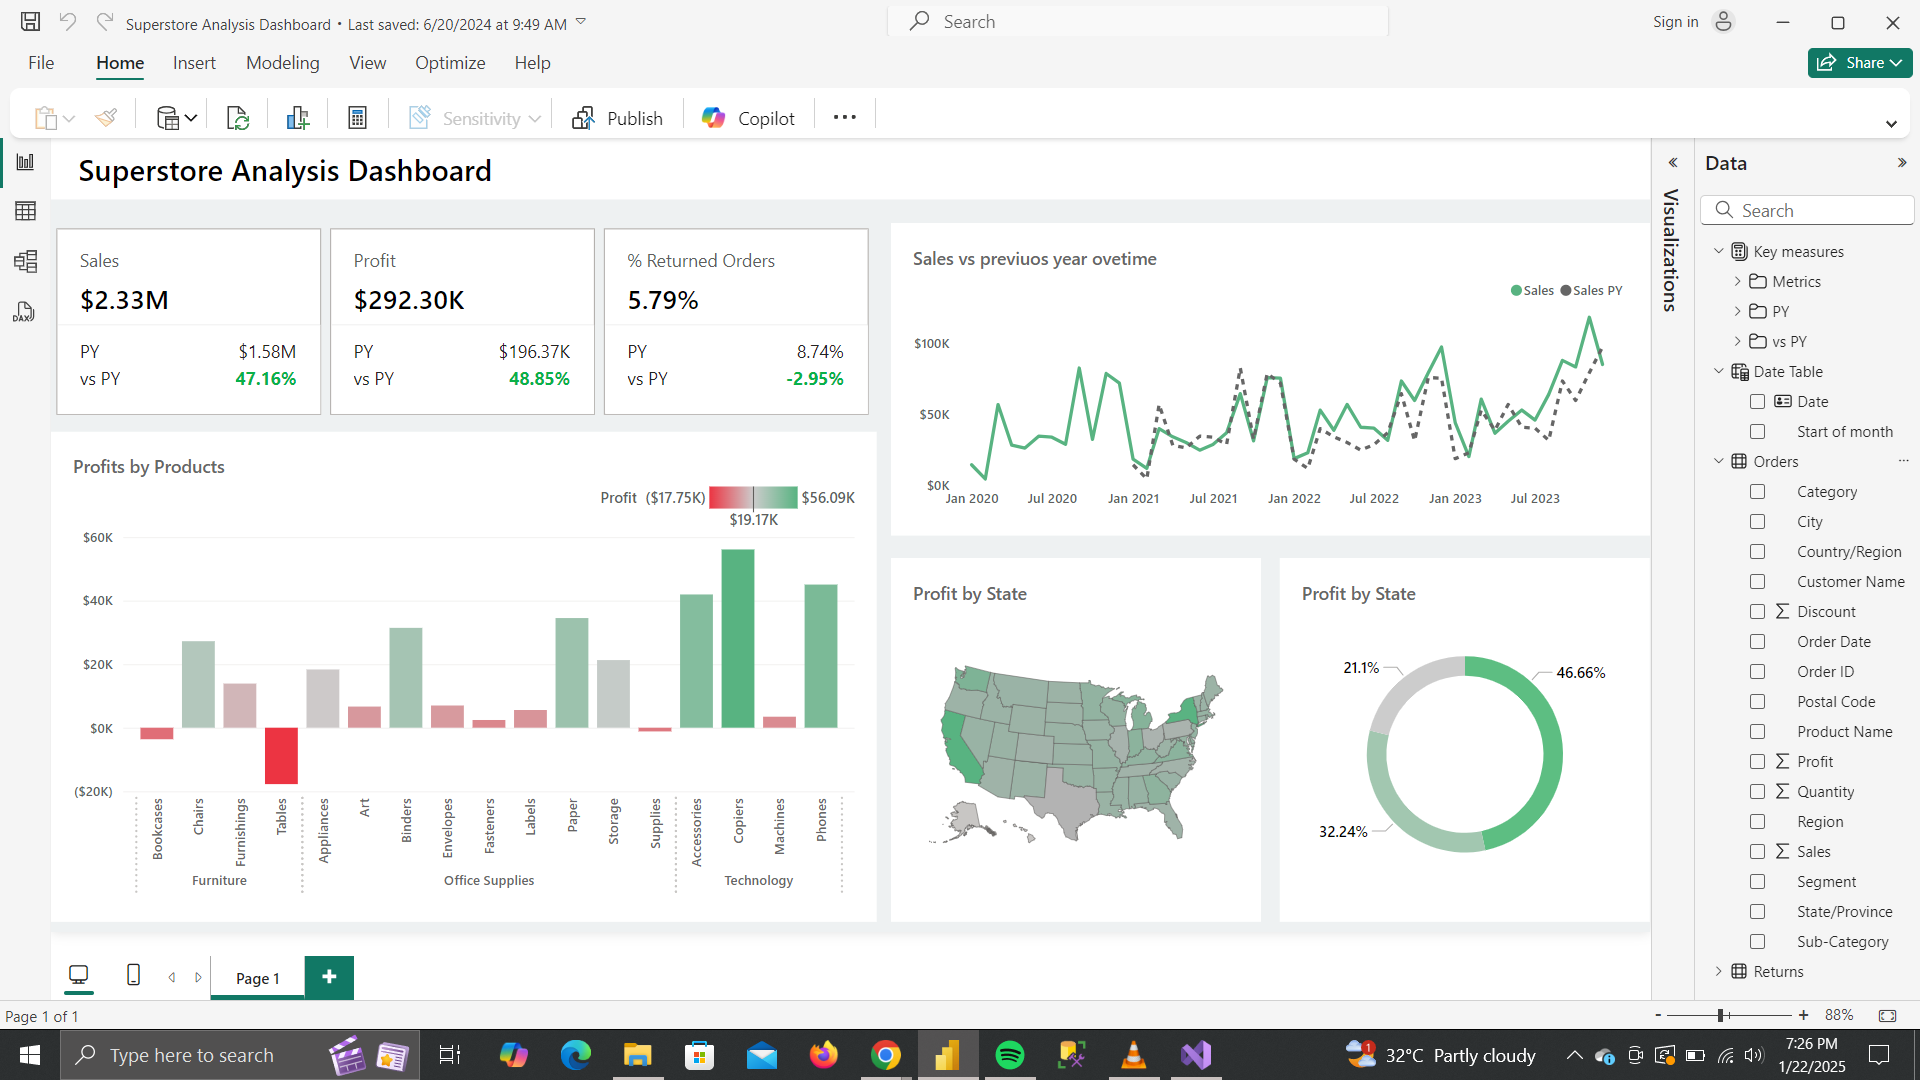 Superstore Analysis Dashboard • Last saved: 6/20/2024 at 9:49 AM
Search
Sign in
File Home Insert Modeling View Optimize Help
Share
Sensitivity
Publish
Copilot
Superstore Analysis Dashboard
Sales
$2.33M
PY $1.58M
vs PY 47.16%
Profit
$292.30K
PY $196.37K
vs PY 48.85%
% Returned Orders
5.79%
PY 8.74%
vs PY -2.95%
Sales vs previuos year ovetime
Sales Sales PY
$100K
$50K
$0K
Jan 2020 Jul 2020 Jan 2021 Jul 2021 Jan 2022 Jul 2022 Jan 2023 Jul 2023
Profits by Products
Profit ($17.75K) $56.09K
$19.17K
$60K
$40K
$20K
$0K
($20K)
Bookcases
Chairs
Furnishings
Tables
Appliances
Art
Binders
Envelopes
Fasteners
Labels
Paper
Storage
Supplies
Accessories
Copiers
Machines
Phones
Furniture Office Supplies Technology
Profit by State
Profit by State
21.1%
46.66%
32.24%
Visualizations
Data
Search
Key measures
Metrics
PY
vs PY
Date Table
Date
Start of month
Orders
Category
City
Country/Region
Customer Name
Discount
Order Date
Order ID
Postal Code
Product Name
Profit
Quantity
Region
Sales
Segment
State/Province
Sub-Category
Returns
Page 1
Page 1 of 1
- + 88%
DAX
Type here to search
1
32°C Partly cloudy
7:26 PM
1/22/2025